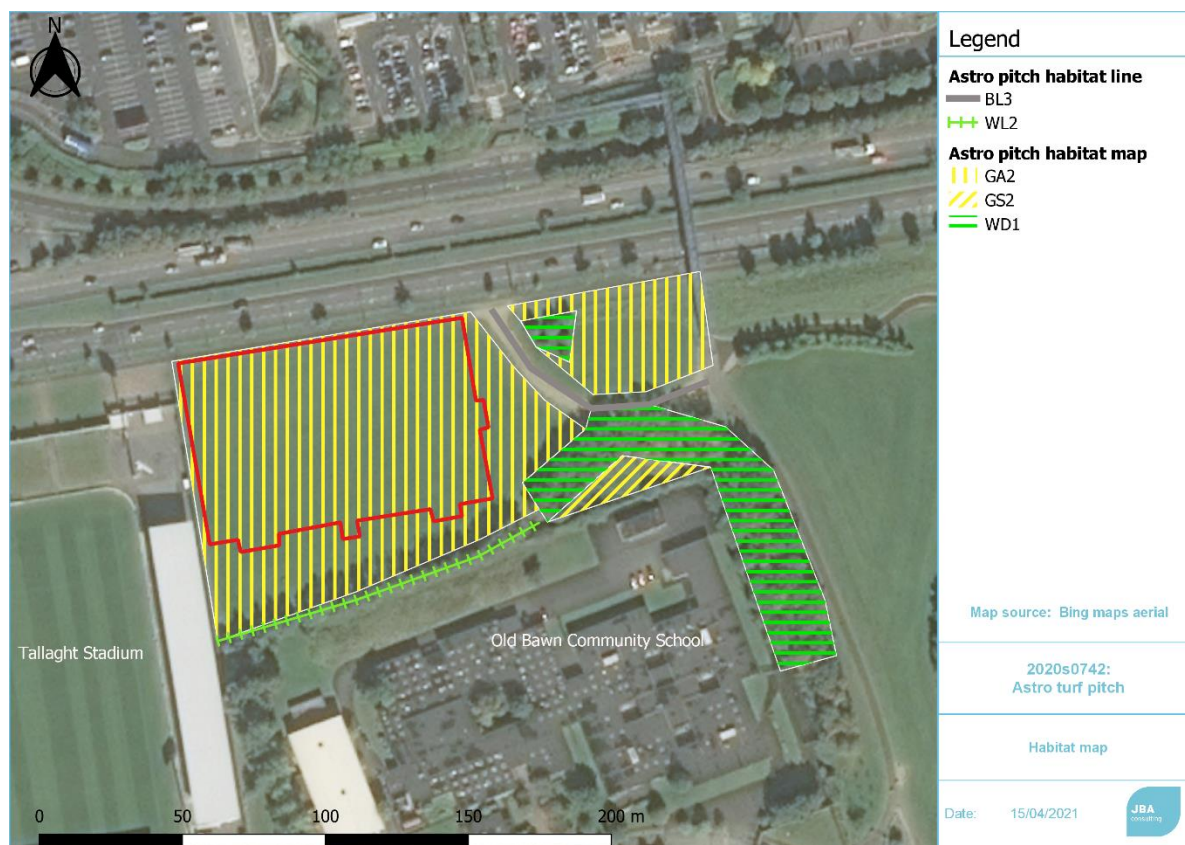 N
Tallaght Stadium
Old Bawn Community School
0 50 100 150 200 m
Legend
Astro pitch habitat line
BL3
WL2
Astro pitch habitat map
GA2
GS2
WD1
Map source: Bing maps aerial
2020s0742:
Astro turf pitch
Habitat map
Date: 15/04/2021
JBA
consulting